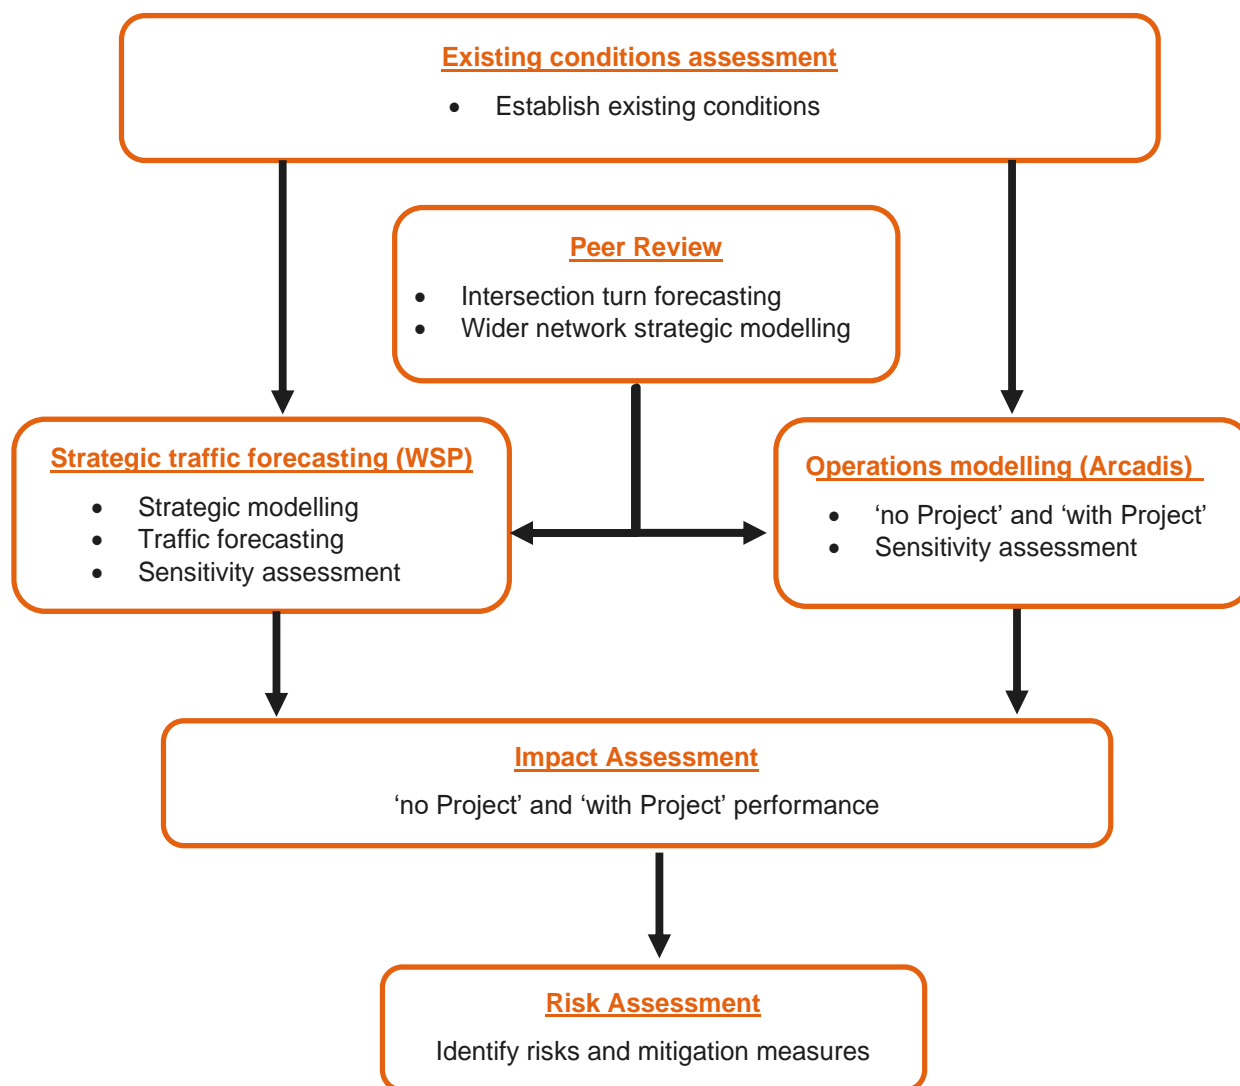 Existing conditions assessment
• Establish existing conditions
Peer Review
• Intersection turn forecasting
• Wider network strategic modelling
Strategic traffic forecasting (WSP)
• Strategic modelling
• Traffic forecasting
• Sensitivity assessment
Operations modelling (Arcadis)
• ‘no Project’ and ‘with Project’
• Sensitivity assessment
Impact Assessment
‘no Project’ and ‘with Project’ performance
Risk Assessment
Identify risks and mitigation measures